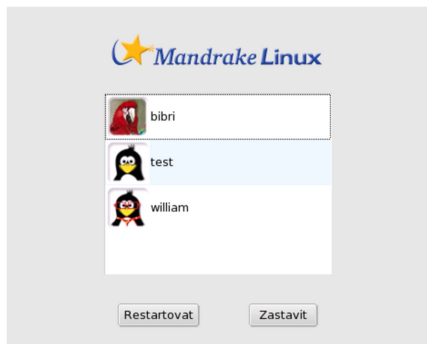 Mandrake Linux
bibri
test
william
Restartovat Zastavit